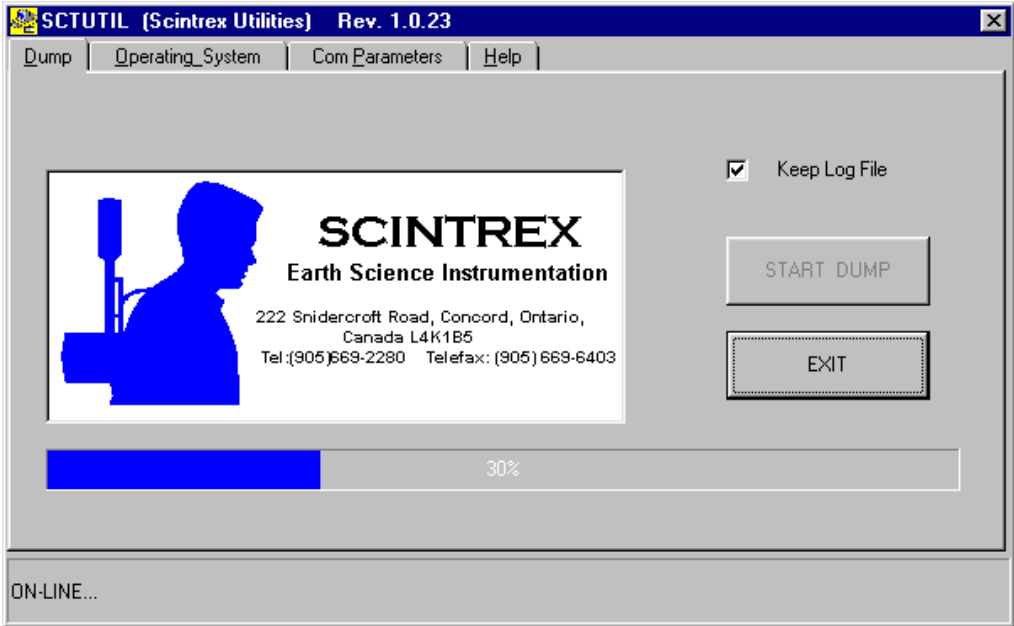 SCTUTIL (Scintrex Utilities) Rev. 1.0.23
Dump Operating_System Com Parameters Help
Keep Log File
SCINTREX
Earth Science Instrumentation
222 Snidercroft Road, Concord, Ontario,
Canada L4K1B5
Tel:(905)669-2280 Telefax: (905) 669-6403
START DUMP
EXIT
30%
ON-LINE...